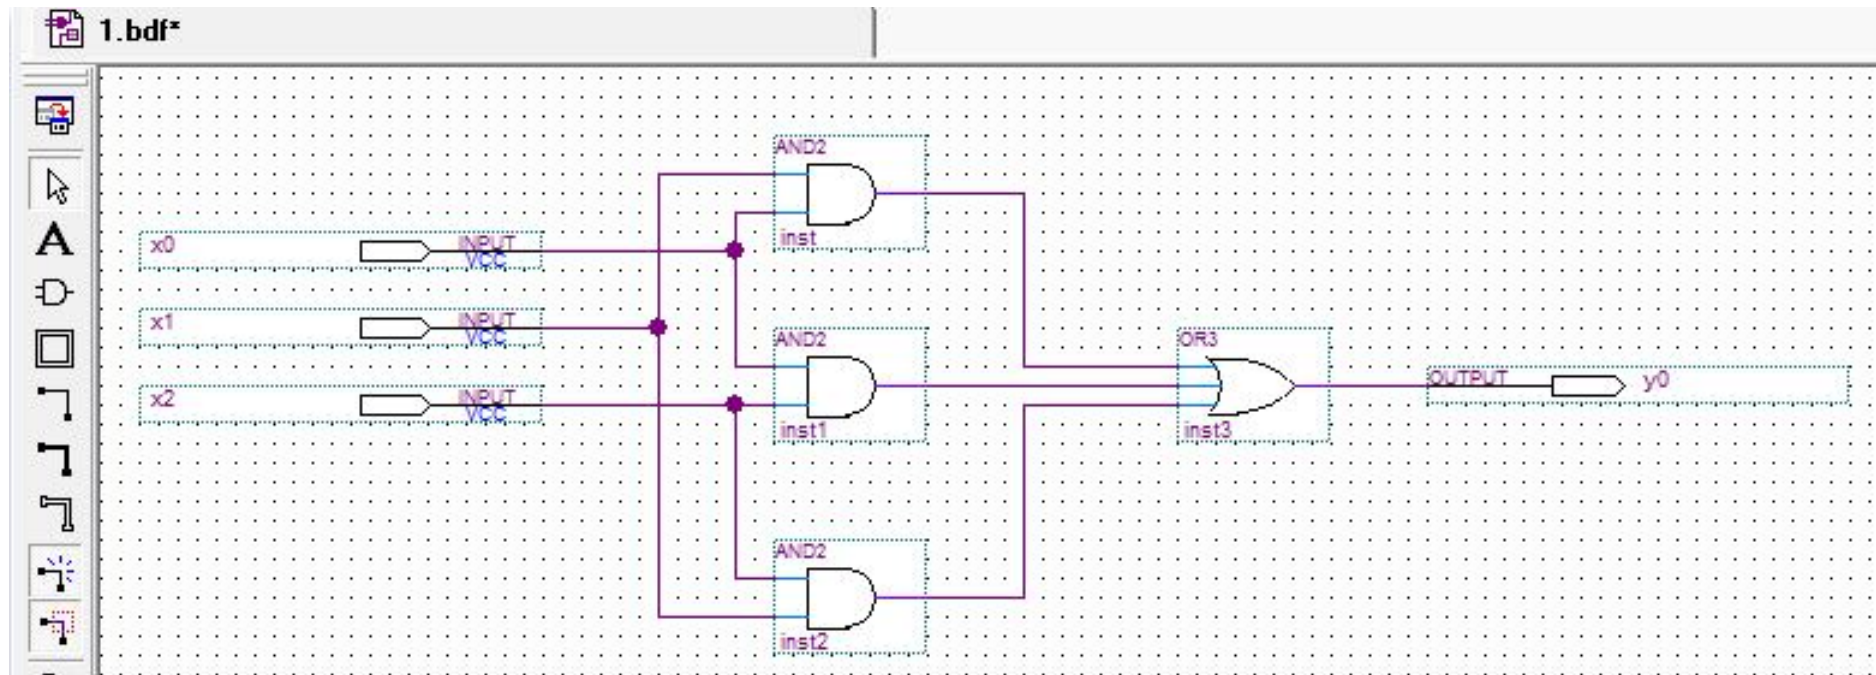 1.bdf*
AND2
inst
x0
INPUT
VCC
x1
INPUT
VCC
x2
INPUT
VCC
AND2
inst1
AND2
inst2
OR3
inst3
OUTPUT
y0
A